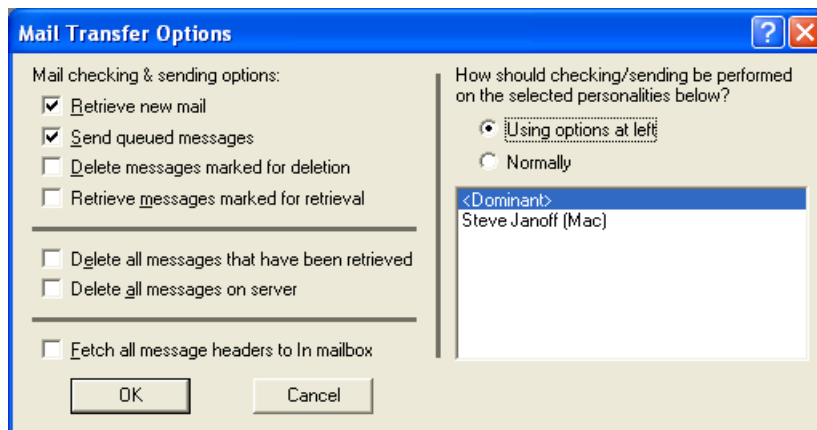 Mail Transfer Options
Mail checking & sending options:
Retrieve new mail
Send queued messages
Delete messages marked for deletion
Retrieve messages marked for retrieval
Delete all messages that have been retrieved
Delete all messages on server
Fetch all message headers to In mailbox
OK
Cancel
How should checking/sending be performed
on the selected personalities below?
Using options at left
Normally
<Dominant>
Steve Janoff (Mac)